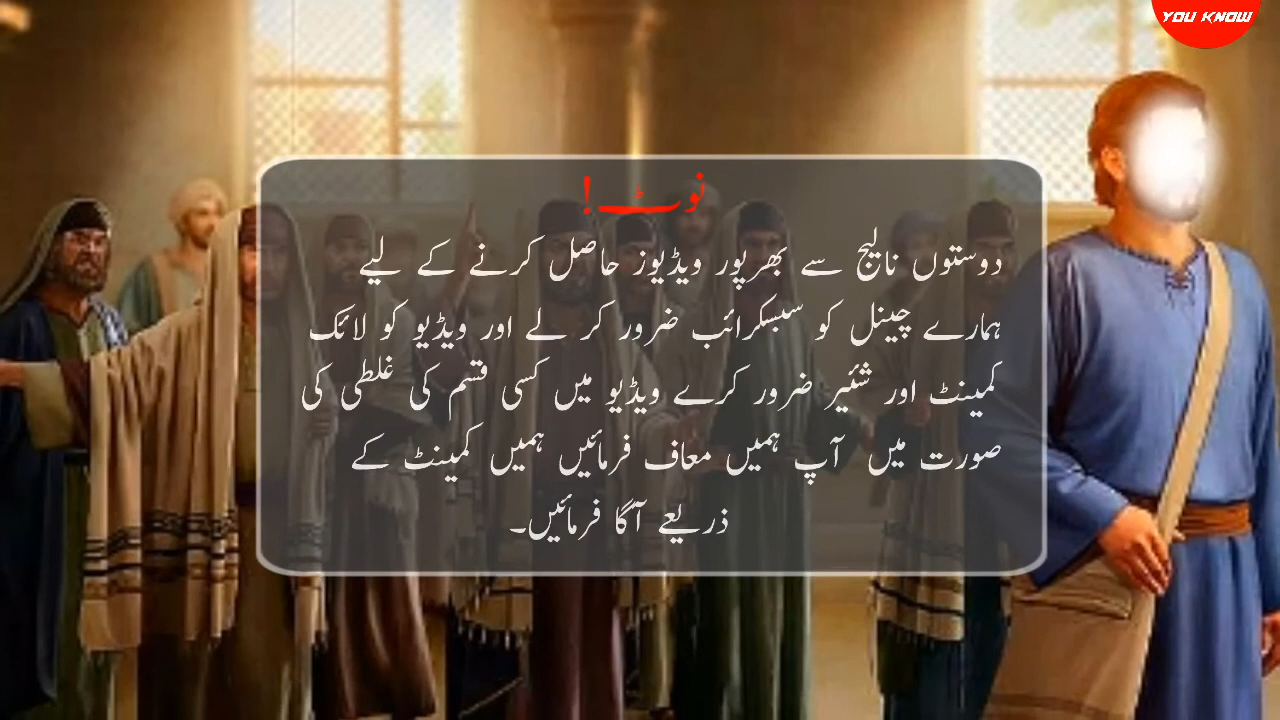 YOU KNOW
نوٹ!
دوستوں نالیج سے بھرپور ویڈیوز حاصل کرنے کے لیے
ہمارے چینل کو سبسکرائب ضرور کر لے اور ویڈیو کو لائک
کمینٹ اور شئیر ضرور کرے ویڈیو میں کسی قسم کی غلطی کی
صورت میں آپ ہمیں معاف فرمائیں ہمیں کمینٹ کے
ذریعے آگا فرمائیں۔